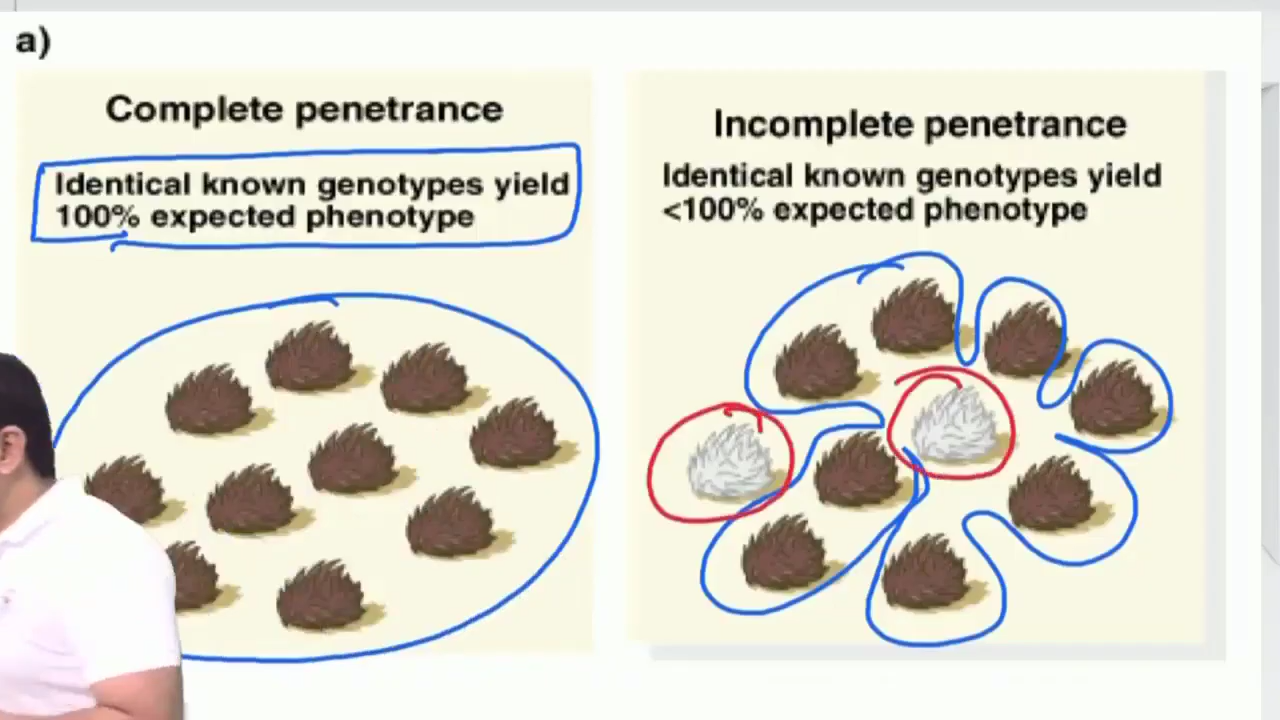 a)
Complete penetrance
Identical known genotypes yield
100% expected phenotype
Incomplete penetrance
Identical known genotypes yield
<100% expected phenotype